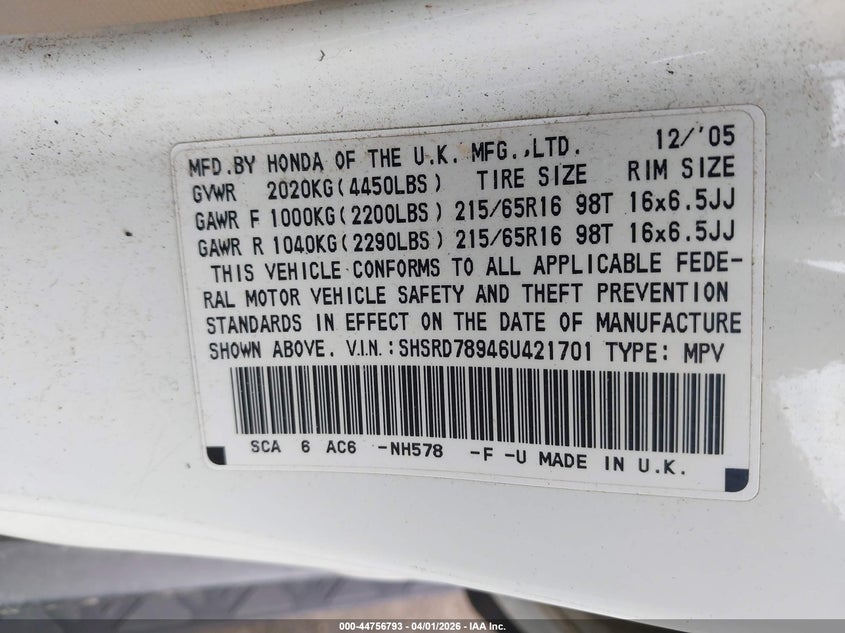 MFD.BY HONDA OF THE U.K. MFG.,LTD. 12/'05
GVWR 2020KG(4450LBS) TIRE SIZE RIM SIZE
GAWR F 1000KG(2200LBS) 215/65R16 98T 16x6.5JJ
GAWR R 1040KG(2290LBS) 215/65R16 98T 16x6.5JJ
THIS VEHICLE CONFORMS TO ALL APPLICABLE FEDE-
RAL MOTOR VEHICLE SAFETY AND THEFT PREVENTION
STANDARDS IN EFFECT ON THE DATE OF MANUFACTURE
SHOWN ABOVE. V.I.N.:SHSRD78946U421701 TYPE: MPV
SCA 6 AC6 -NH578 -F -U MADE IN U.K.
000-44756793 | 04/01/2026 | IAA Inc.